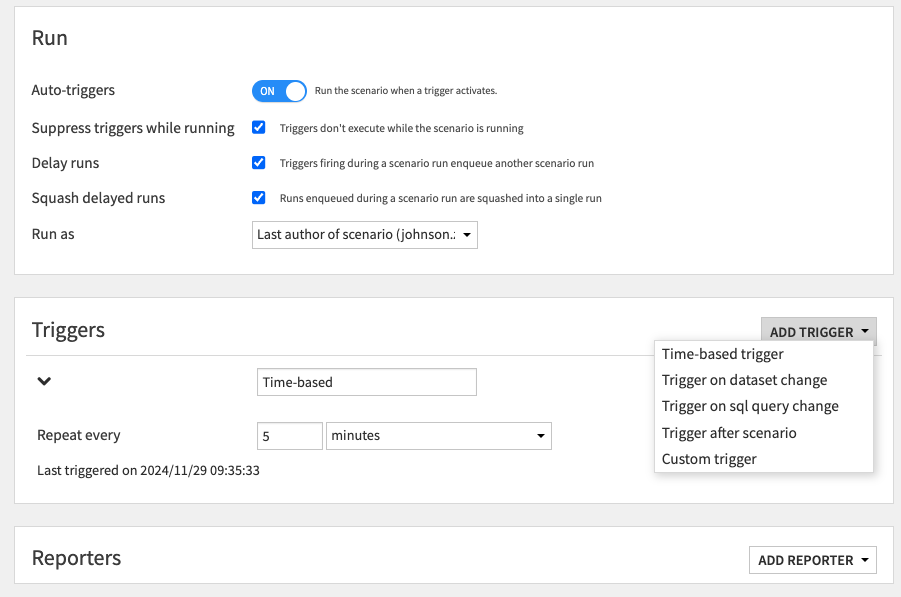 Run
Auto-triggers
ON
Run the scenario when a trigger activates.
Suppress triggers while running
Triggers don't execute while the scenario is running
Delay runs
Triggers firing during a scenario run enqueue another scenario run
Squash delayed runs
Runs enqueued during a scenario run are squashed into a single run
Run as
Last author of scenario (johnson.:
Triggers
ADD TRIGGER
Time-based trigger
Trigger on dataset change
Trigger on sql query change
Trigger after scenario
Custom trigger
Time-based
Repeat every
5
minutes
Last triggered on 2024/11/29 09:35:33
Reporters
ADD REPORTER